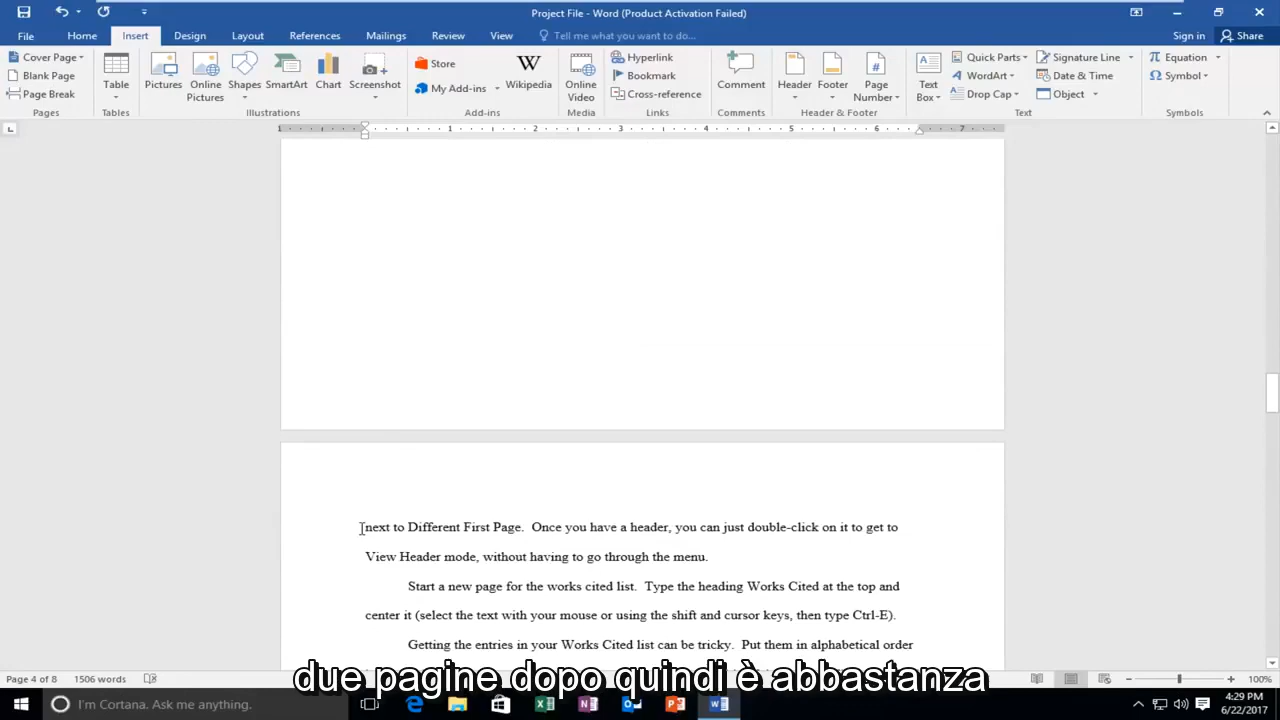 Project File - Word (Product Activation Failed)
File Home Insert Design Layout References Mailings Review View Tell me what you want to do... Sign in Share
Cover Page
Blank Page
Page Break
Pages
Table
Tables
Pictures
Online Pictures
Shapes
SmartArt
Chart
Screenshot
Illustrations
Store
My Add-ins
Wikipedia
Add-ins
Online Video
Media
Hyperlink
Bookmark
Cross-reference
Links
Comment
Comments
Header
Footer
Page Number
Header & Footer
Text Box
Quick Parts
WordArt
Drop Cap
Signature Line
Date & Time
Object
Text
Equation
Symbol
Symbols
1 1 2 3 4 5 6 7
next to Different First Page. Once you have a header, you can just double-click on it to get to
View Header mode, without having to go through the menu.
Start a new page for the works cited list. Type the heading Works Cited at the top and
center it (select the text with your mouse or using the shift and cursor keys, then type Ctrl-E).
Getting the entries in your Works Cited list can be tricky. Put them in alphabetical order
due pagine dopo quindi è abbastanza
Page 4 of 8 1506 words 100%
I'm Cortana. Ask me anything.
4:29 PM
6/22/2017